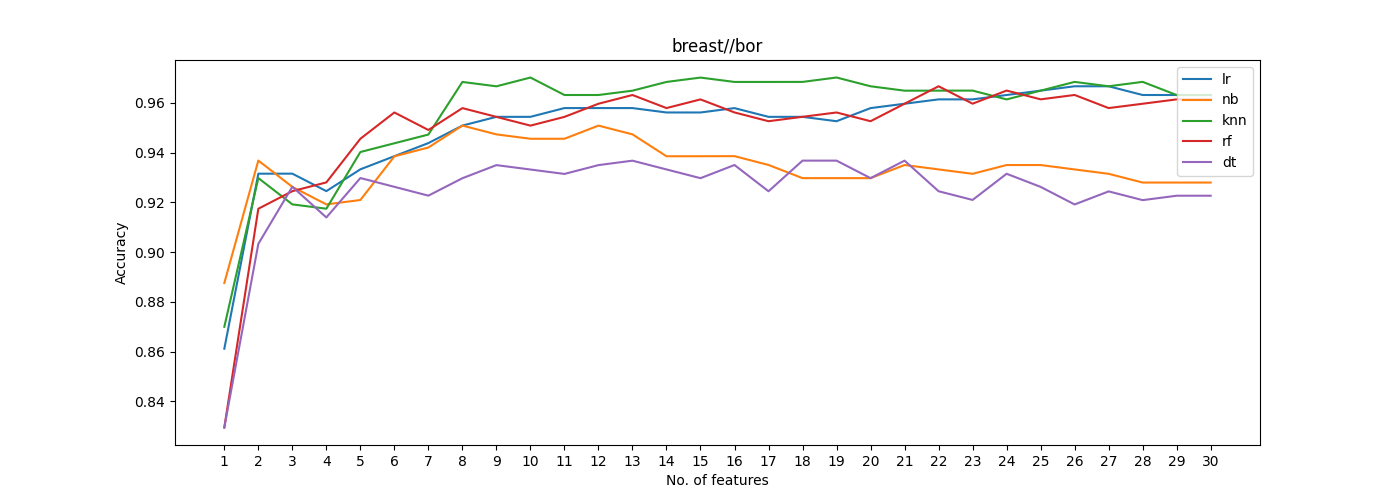 breast//bor
lr
nb
knn
rf
dt
Accuracy
0.96
0.94
0.92
0.90
0.88
0.86
0.84
1 2 3 4 5 6 7 8 9 10 11 12 13 14 15 16 17 18 19 20 21 22 23 24 25 26 27 28 29 30
No. of features